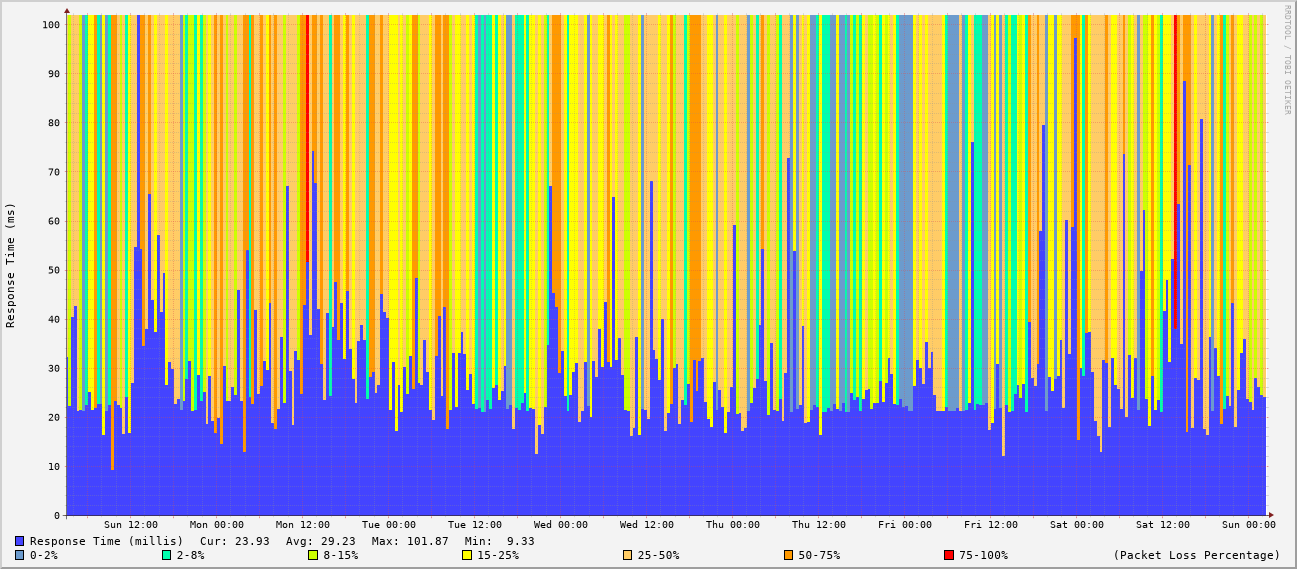 RRDTOOL / TOBI OETIKER
Response Time (ms)
100
90
80
70
60
50
40
30
20
10
0
Sun 12:00 Mon 00:00 Mon 12:00 Tue 00:00 Tue 12:00 Wed 00:00 Wed 12:00 Thu 00:00 Thu 12:00 Fri 00:00 Fri 12:00 Sat 00:00 Sat 12:00 Sun 00:00
Response Time (millis) Cur: 23.93 Avg: 29.23 Max: 101.87 Min: 9.33
0-2% 2-8% 8-15% 15-25% 25-50% 50-75% 75-100% (Packet Loss Percentage)